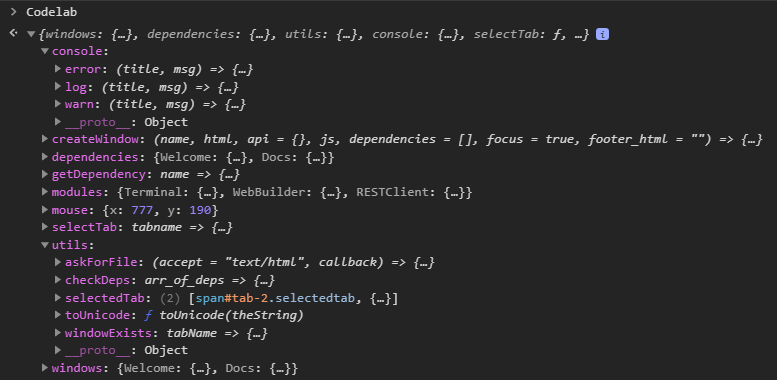 > Codelab
<· ▼{windows: {…}, dependencies: {…}, utils: {…}, console: {…}, selectTab: ƒ, …} i
▼console:
▶error: (title, msg) => {…}
▶log: (title, msg) => {…}
▶warn: (title, msg) => {…}
▶__proto__: Object
▶createWindow: (name, html, api = {}, js, dependencies = [], focus = true, footer_html = "") => {…}
▶dependencies: {Welcome: {…}, Docs: {…}}
▶getDependency: name => {…}
▶modules: {Terminal: {…}, WebBuilder: {…}, RESTClient: {…}}
▶mouse: {x: 777, y: 190}
▶selectTab: tabname => {…}
▼utils:
▶askForFile: (accept = "text/html", callback) => {…}
▶checkDeps: arr_of_deps => {…}
▶selectedTab: (2) [span#tab-2.selectedtab, {…}]
▶toUnicode: ƒ toUnicode(theString)
▶windowExists: tabName => {…}
▶__proto__: Object
▶windows: {Welcome: {…}, Docs: {…}}